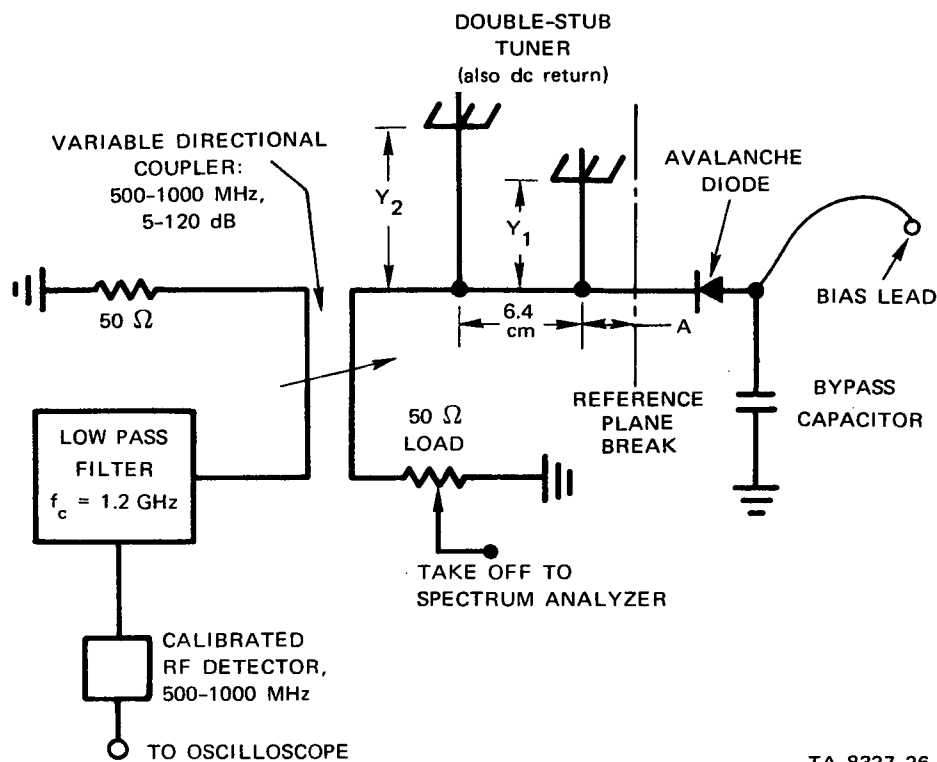 DOUBLE-STUB
TUNER
(also dc return)
VARIABLE DIRECTIONAL
COUPLER:
500-1000 MHz,
5-120 dB
AVALANCHE
DIODE
Y2
Y1
BIAS LEAD
50 Ω
6.4
cm
A
REFERENCE
PLANE
BREAK
BYPASS
CAPACITOR
50 Ω
LOAD
LOW PASS
FILTER
fc = 1.2 GHz
TAKE OFF TO
SPECTRUM ANALYZER
CALIBRATED
RF DETECTOR,
500-1000 MHz
TO OSCILLOSCOPE